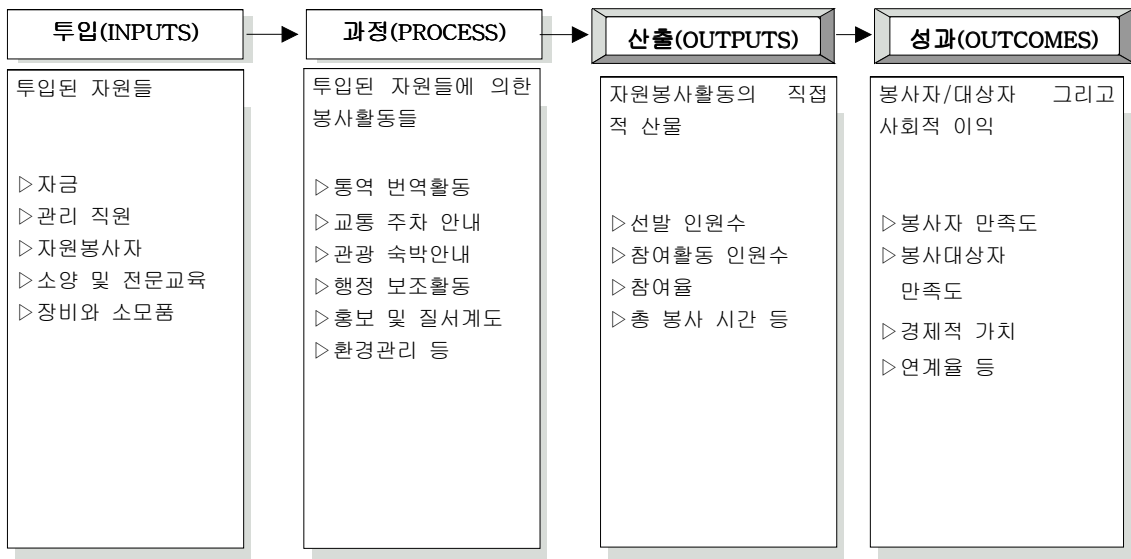 투입(INPUTS)
투입된 자원들
▷자금
▷관리 직원
▷자원봉사자
▷소양 및 전문교육
▷장비와 소모품
과정(PROCESS)
투입된 자원들에 의한
봉사활동들
▷통역 번역활동
▷교통 주차 안내
▷관광 숙박안내
▷행정 보조활동
▷홍보 및 질서계도
▷환경관리 등
산출(OUTPUTS)
자원봉사활동의 직접
적 산물
▷선발 인원수
▷참여활동 인원수
▷참여율
▷총 봉사 시간 등
성과(OUTCOMES)
봉사자/대상자 그리고
사회적 이익
▷봉사자 만족도
▷봉사대상자
만족도
▷경제적 가치
▷연계율 등